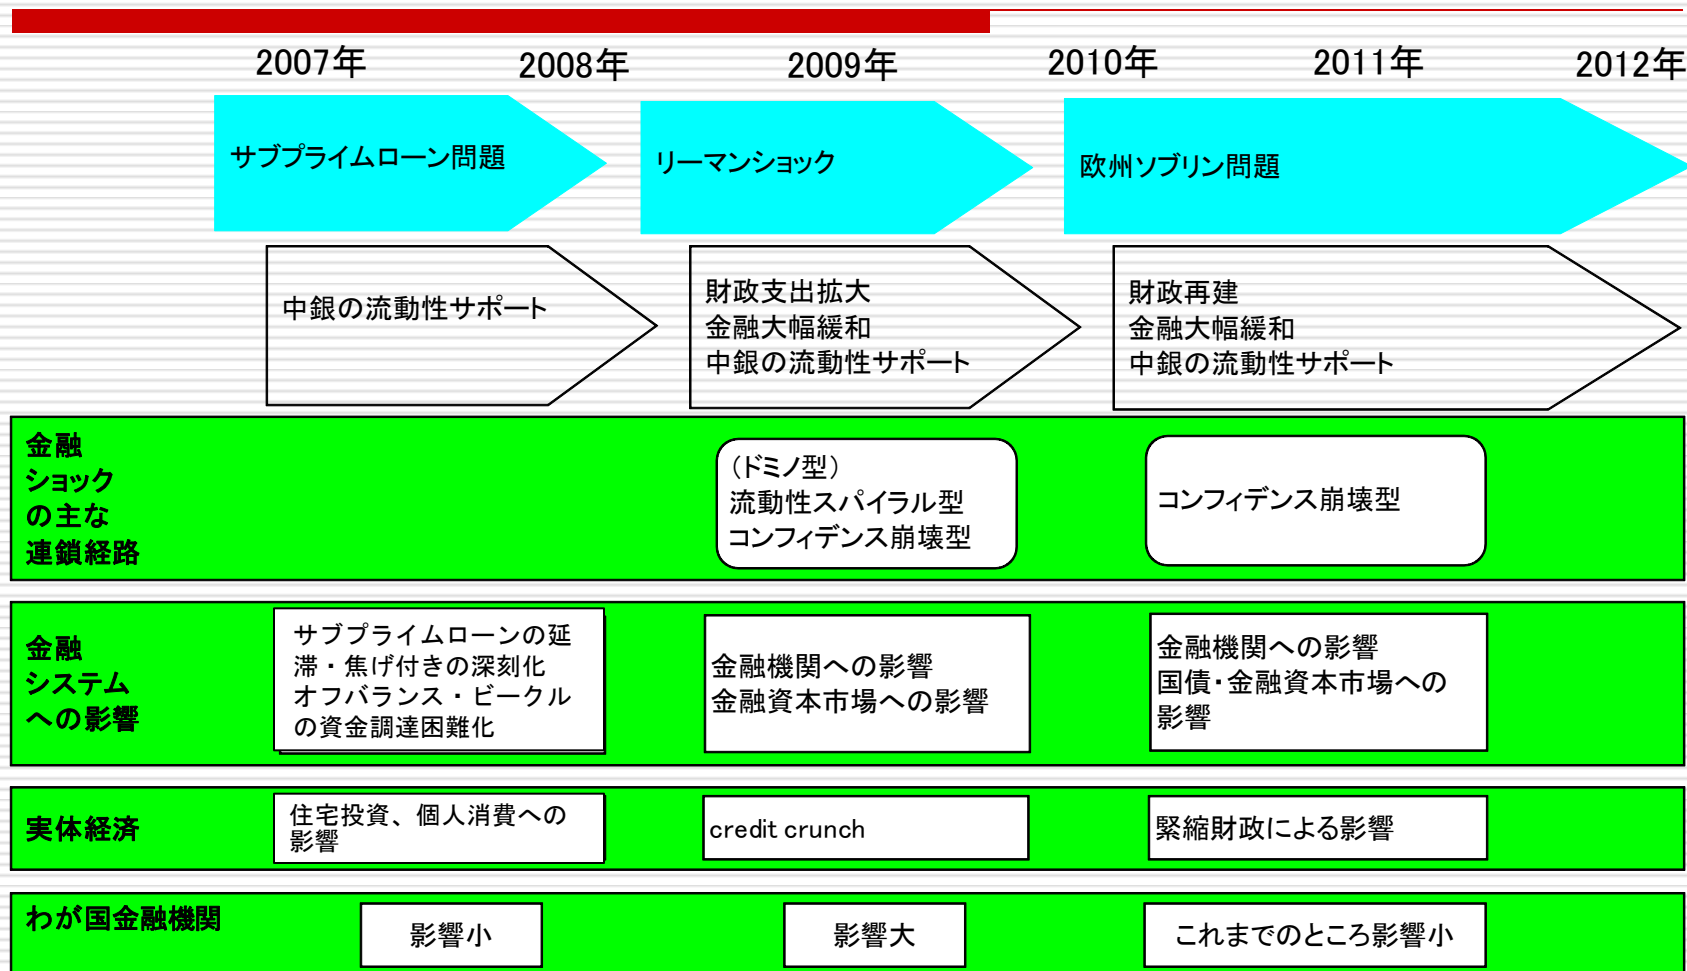 2007年 2008年 2009年 2010年 2011年 2012年
サブプライムローン問題
リーマンショック
欧州ソブリン問題
中銀の流動性サポート
財政支出拡大
金融大幅緩和
中銀の流動性サポート
財政再建
金融大幅緩和
中銀の流動性サポート
金融
ショック
の主な
連鎖経路
（ドミノ型）
流動性スパイラル型
コンフィデンス崩壊型
コンフィデンス崩壊型
金融
システム
への影響
サブプライムローンの延
滞・焦げ付きの深刻化
オフバランス・ビークル
の資金調達困難化
金融機関への影響
金融資本市場への影響
金融機関への影響
国債・金融資本市場への
影響
実体経済
住宅投資、個人消費への
影響
credit crunch
緊縮財政による影響
わが国金融機関
影響小
影響大
これまでのところ影響小